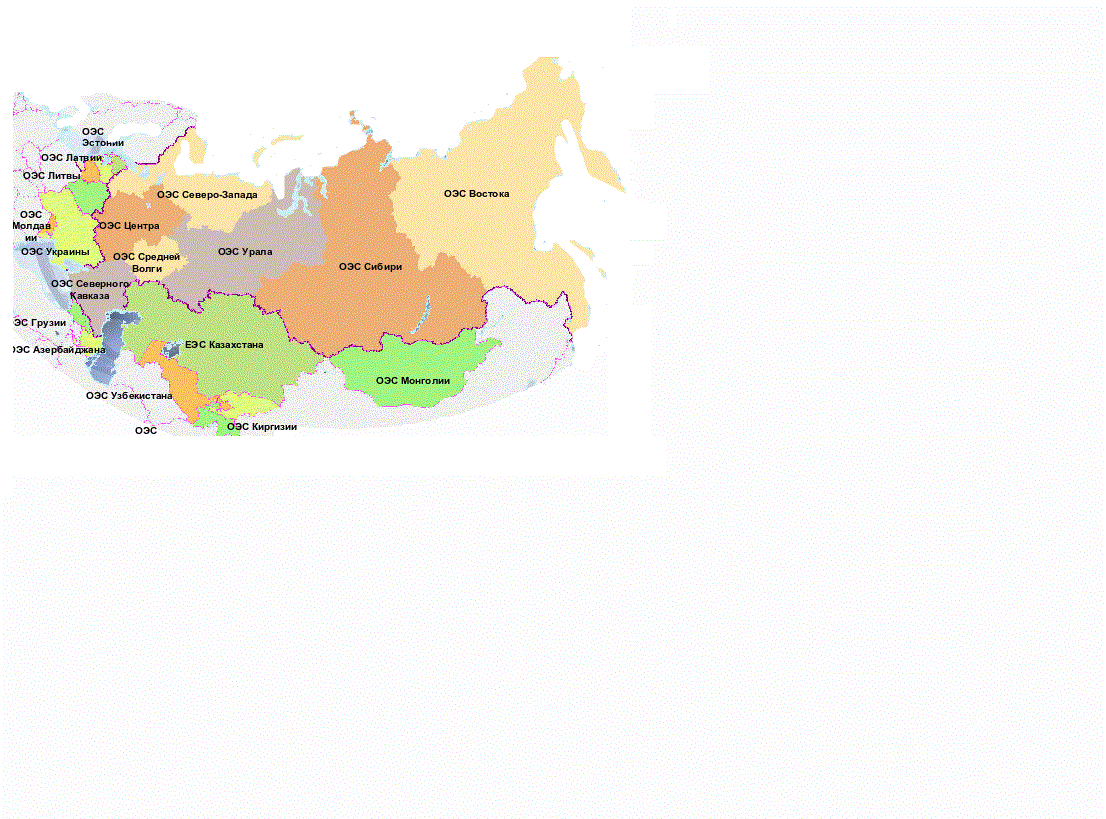 ОЭС
Эстонии
ОЭС Латвии
ОЭС Литвы
ОЭС Северо-Запада
ОЭС Востока
ОЭС
Молдав
ии
ОЭС Центра
ОЭС Украины
ОЭС Средней
Волги
ОЭС Урала
ОЭС Сибири
ОЭС Северного
Кавказа
ЭС Грузии
ОЭС Азербайджана
ЕЭС Казахстана
ОЭС Монголии
ОЭС Узбекистана
ОЭС Киргизии
ОЭС